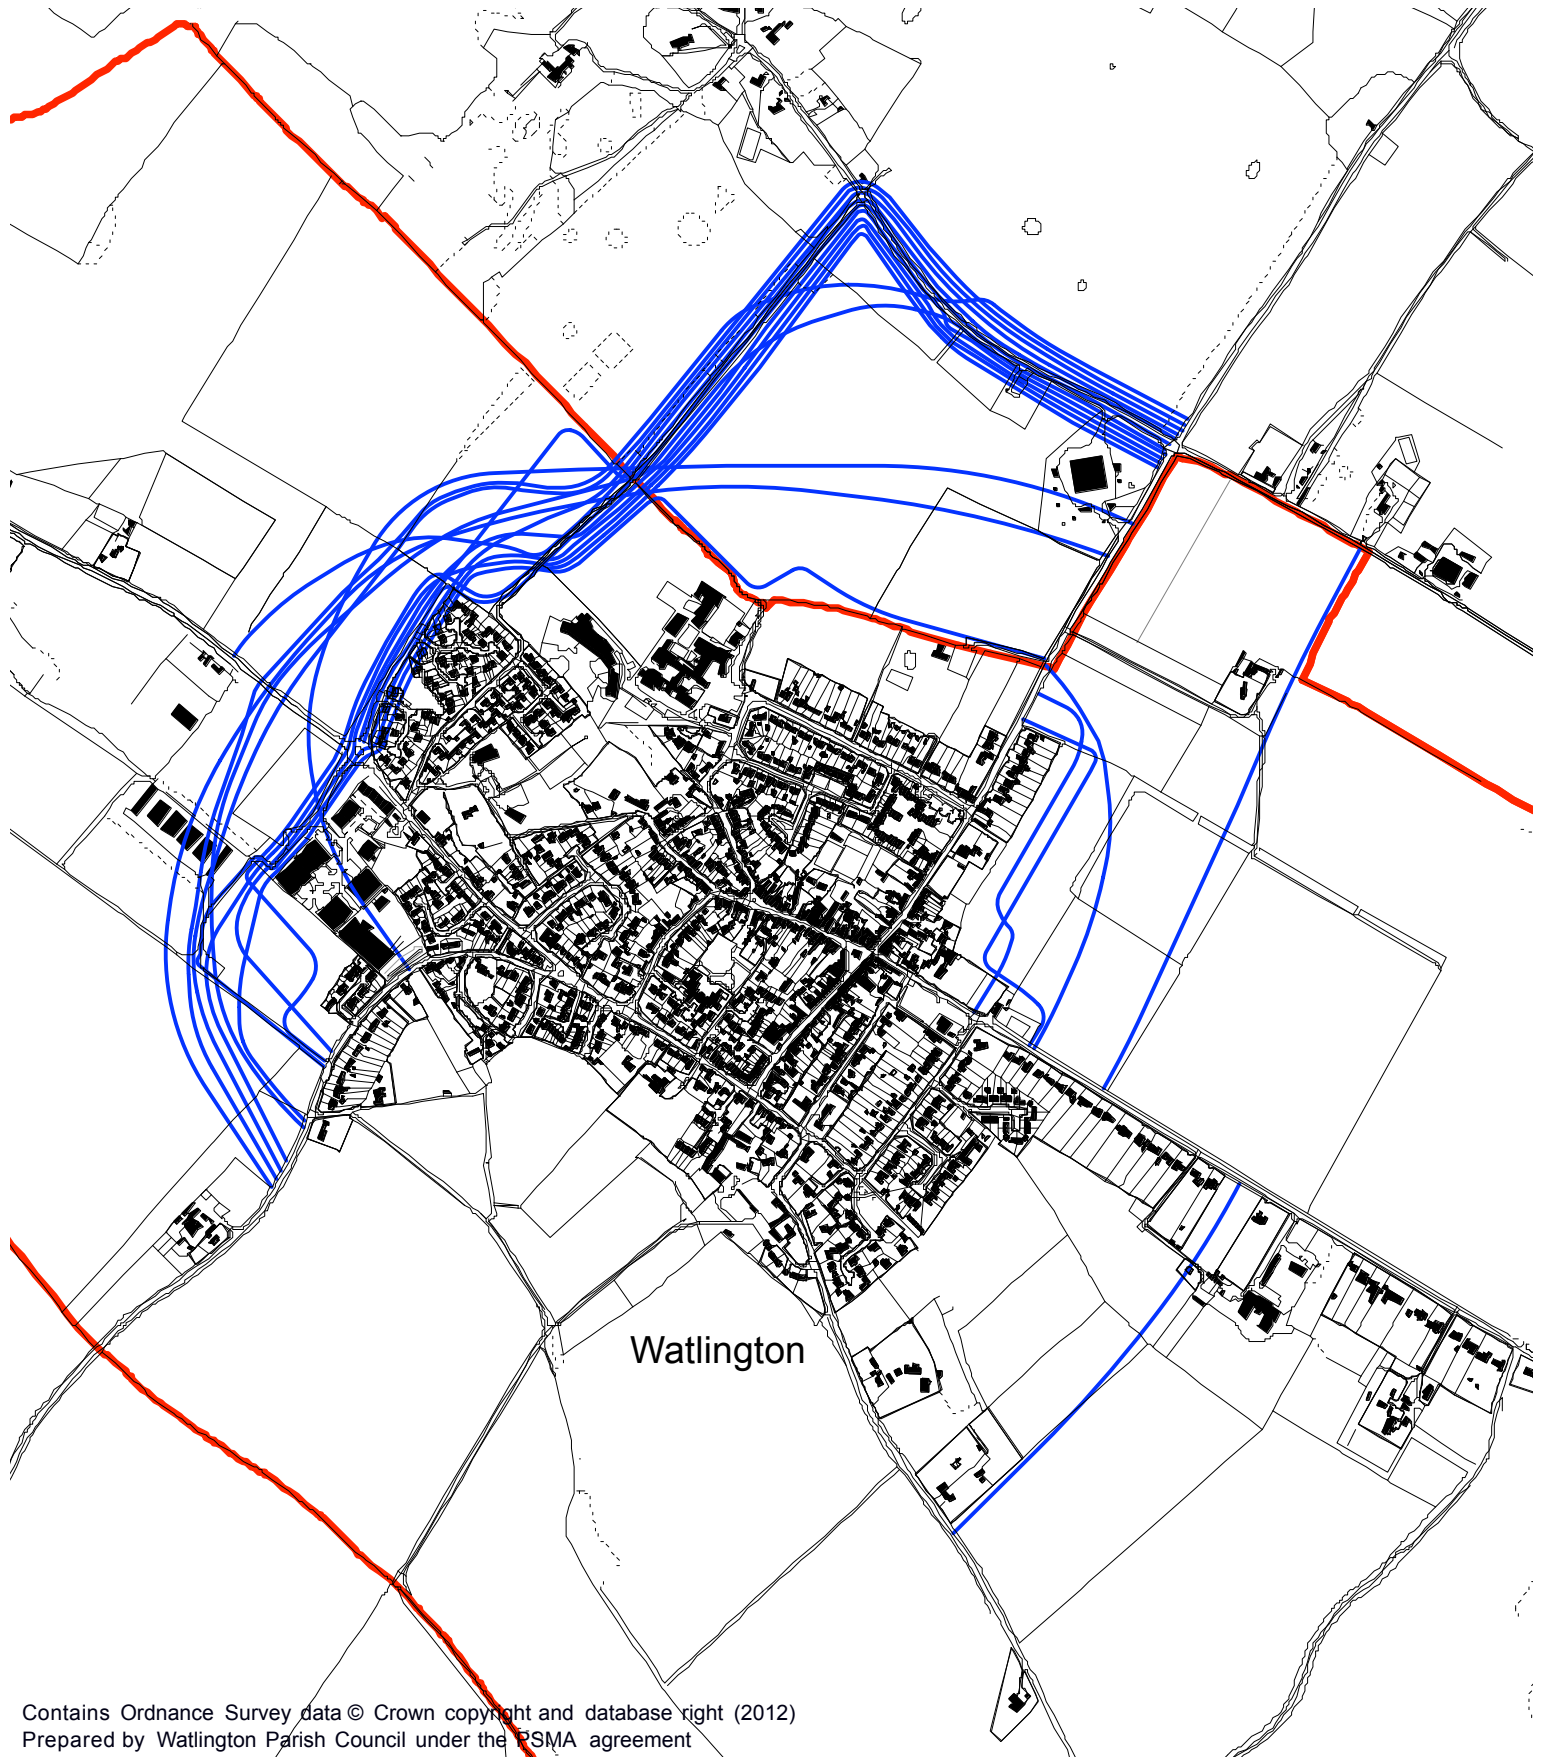 Watlington
Contains Ordnance Survey data © Crown copyright and database right (2012)
Prepared by Watlington Parish Council under the PSMA agreement